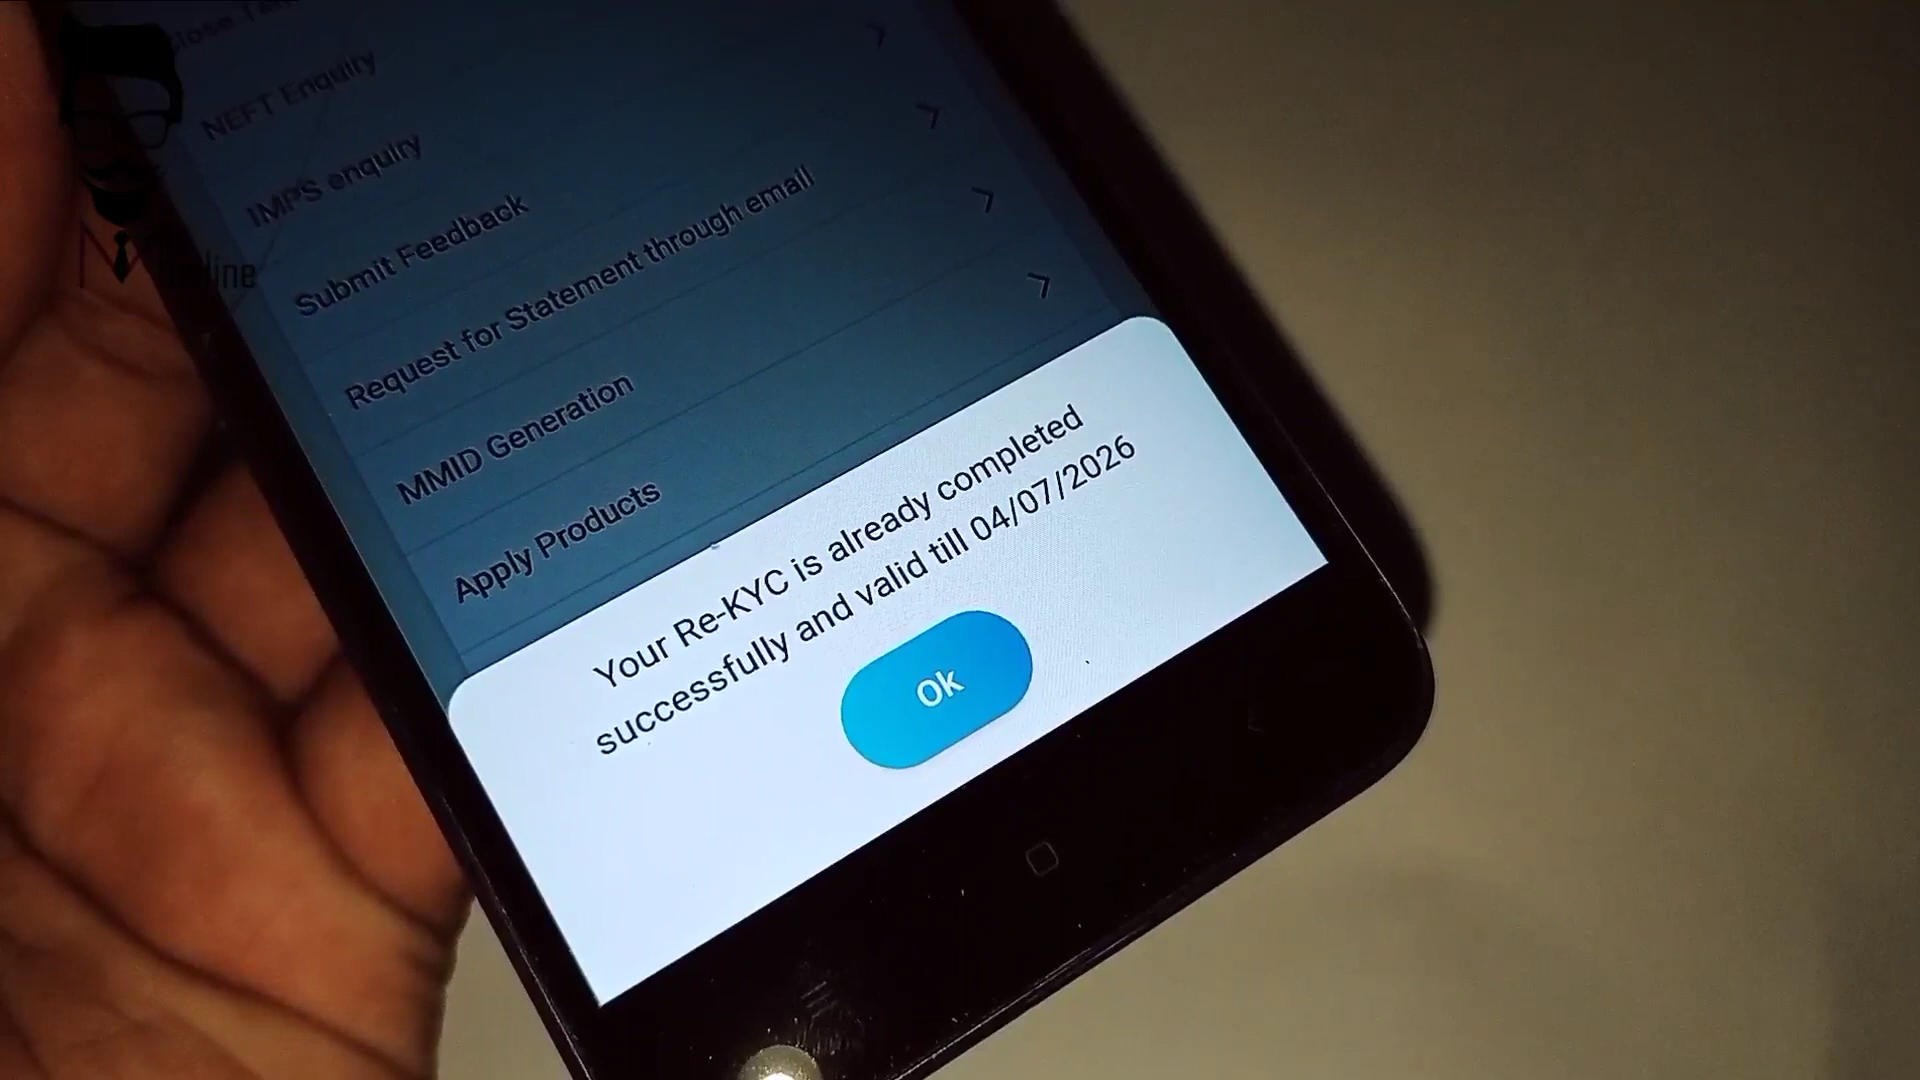 NEFT Enquiry
IMPS enquiry
Submit Feedback
Request for Statement through email
MMID Generation
Apply Products
Your Re-KYC is already completed
successfully and valid till 04/07/2026
Ok